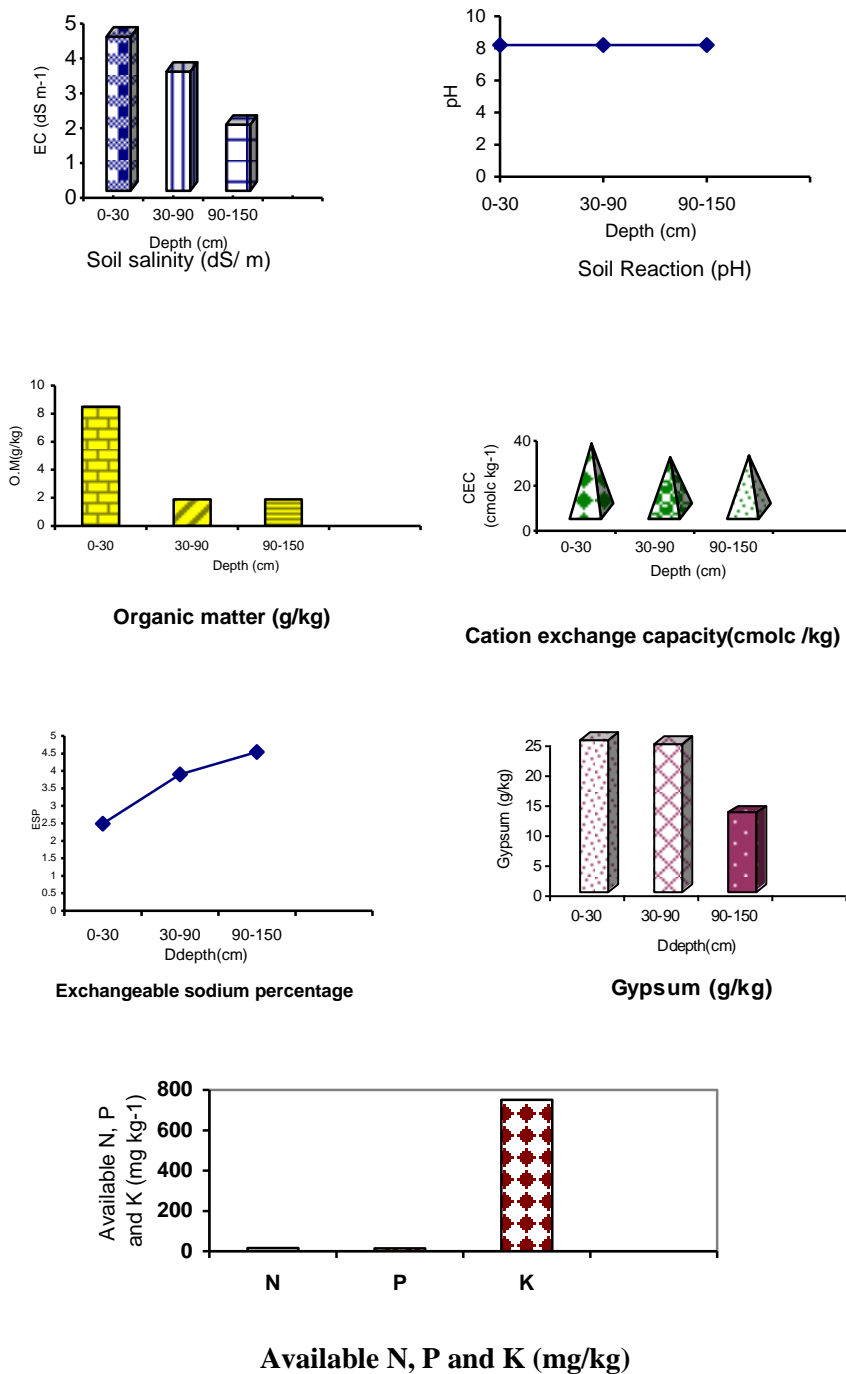 5
4
3
2
1
0
EC (dS m-1)
0-30 30-90 90-150
Depth (cm)
Soil salinity (dS/ m)
10
8
6
4
2
0
pH
0-30 30-90 90-150
Depth (cm)
Soil Reaction (pH)
10
8
6
4
2
0
O.M(g/kg)
0-30 30-90 90-150
Depth (cm)
Organic matter (g/kg)
40
20
0
CEC
(cmolc kg-1)
0-30 30-90 90-150
Depth (cm)
Cation exchange capacity(cmolc /kg)
5
4.5
4
3.5
3
2.5
2
1.5
1
0.5
0
ESP
0-30 30-90 90-150
Ddepth(cm)
Exchangeable sodium percentage
25
20
15
10
5
0
Gypsum (g/kg)
0-30 30-90 90-150
Ddepth(cm)
Gypsum (g/kg)
800
600
400
200
0
Available N, P
and K (mg kg-1)
N P K
Available N, P and K (mg/kg)